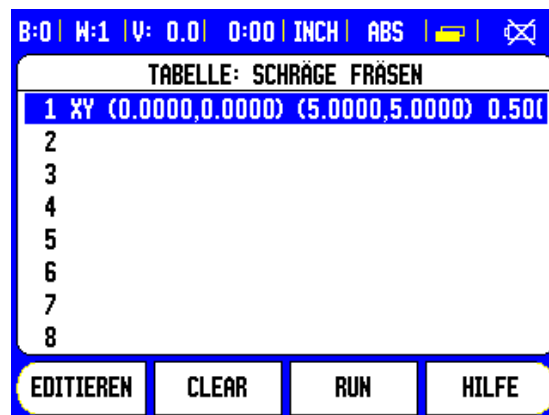 B:0 | W:1 | V: 0.0 | 0:00 | INCH | ABS
TABELLE: SCHRÄGE FRÄSEN
1 XY (0.0000,0.0000) (5.0000,5.0000) 0.50(
2
3
4
5
6
7
8
EDITIEREN CLEAR RUN HILFE